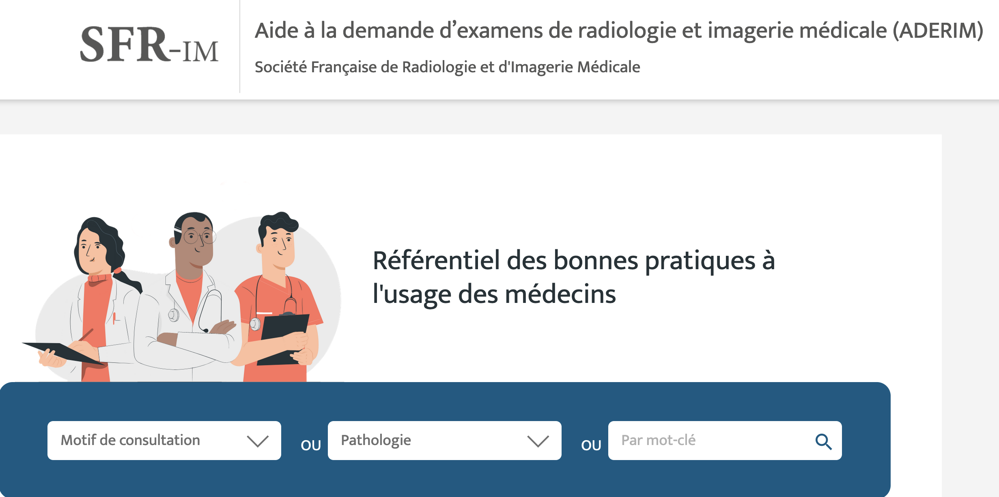 SFR-IM
Aide à la demande d’examens de radiologie et imagerie médicale (ADERIM)
Société Française de Radiologie et d'Imagerie Médicale
Référentiel des bonnes pratiques à
l'usage des médecins
Motif de consultation
OU
Pathologie
OU
Par mot-clé